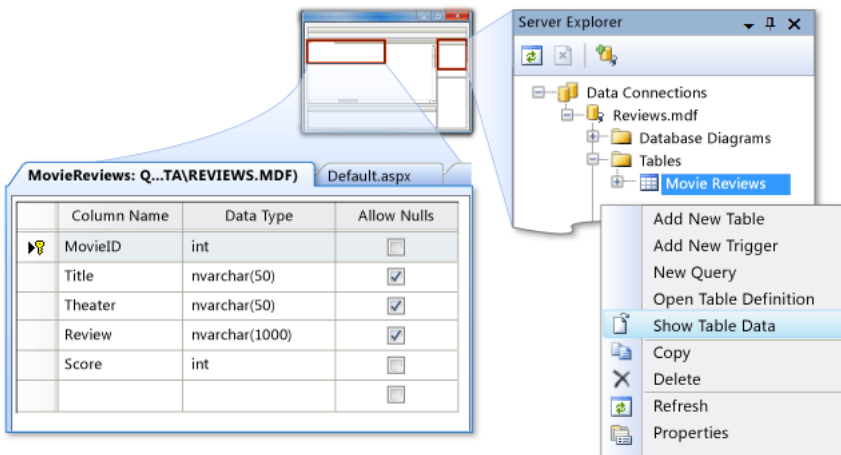 Server Explorer
Data Connections
Reviews.mdf
Database Diagrams
Tables
Movie Reviews
MovieReviews: Q...TA\REVIEWS.MDF) Default.aspx
Column Name Data Type Allow Nulls
MovieID int
Title nvarchar(50)
Theater nvarchar(50)
Review nvarchar(1000)
Score int
Add New Table
Add New Trigger
New Query
Open Table Definition
Show Table Data
Copy
Delete
Refresh
Properties